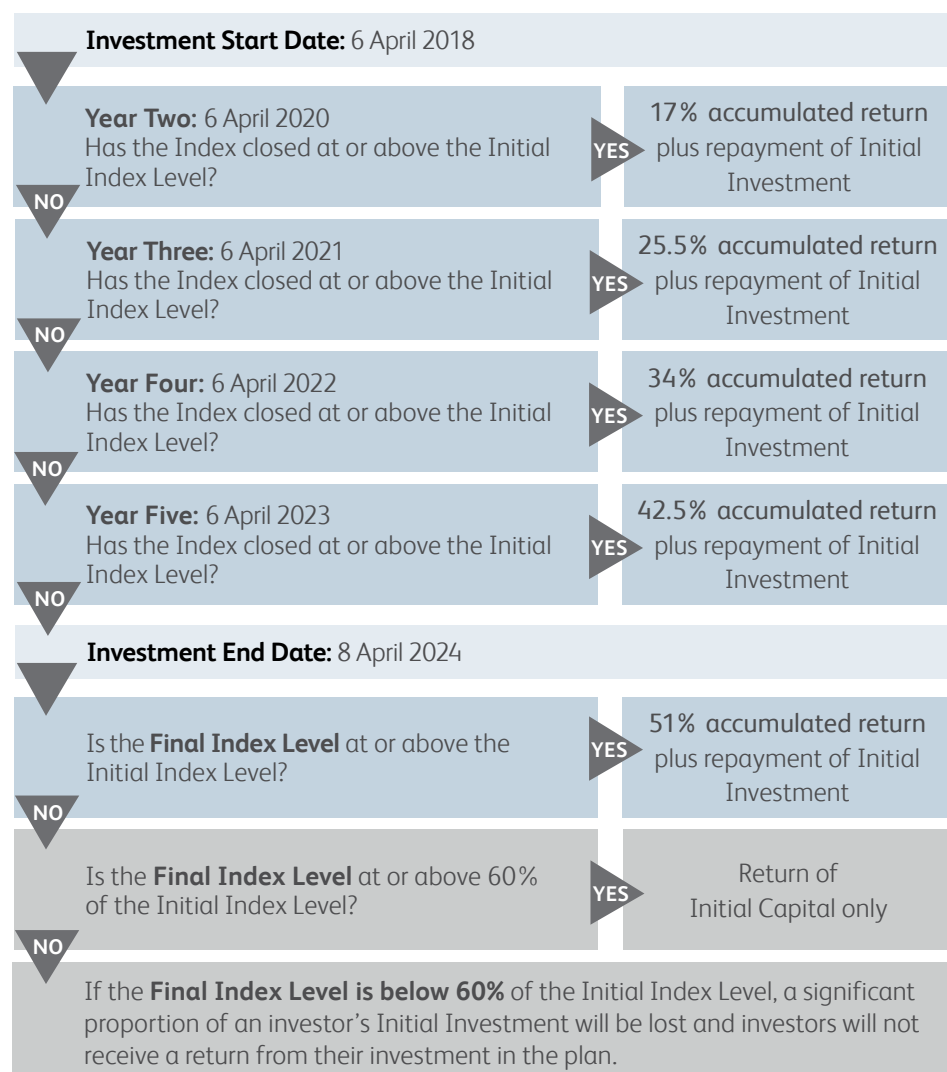 Investment Start Date: 6 April 2018
Year Two: 6 April 2020
Has the Index closed at or above the Initial
Index Level?
YES
17% accumulated return
plus repayment of Initial
Investment
NO
Year Three: 6 April 2021
Has the Index closed at or above the Initial
Index Level?
YES
25.5% accumulated return
plus repayment of Initial
Investment
NO
Year Four: 6 April 2022
Has the Index closed at or above the Initial
Index Level?
YES
34% accumulated return
plus repayment of Initial
Investment
NO
Year Five: 6 April 2023
Has the Index closed at or above the Initial
Index Level?
YES
42.5% accumulated return
plus repayment of Initial
Investment
NO
Investment End Date: 8 April 2024
Is the Final Index Level at or above the
Initial Index Level?
YES
51% accumulated return
plus repayment of Initial
Investment
NO
Is the Final Index Level at or above 60%
of the Initial Index Level?
YES
Return of
Initial Capital only
NO
If the Final Index Level is below 60% of the Initial Index Level, a significant
proportion of an investor’s Initial Investment will be lost and investors will not
receive a return from their investment in the plan.